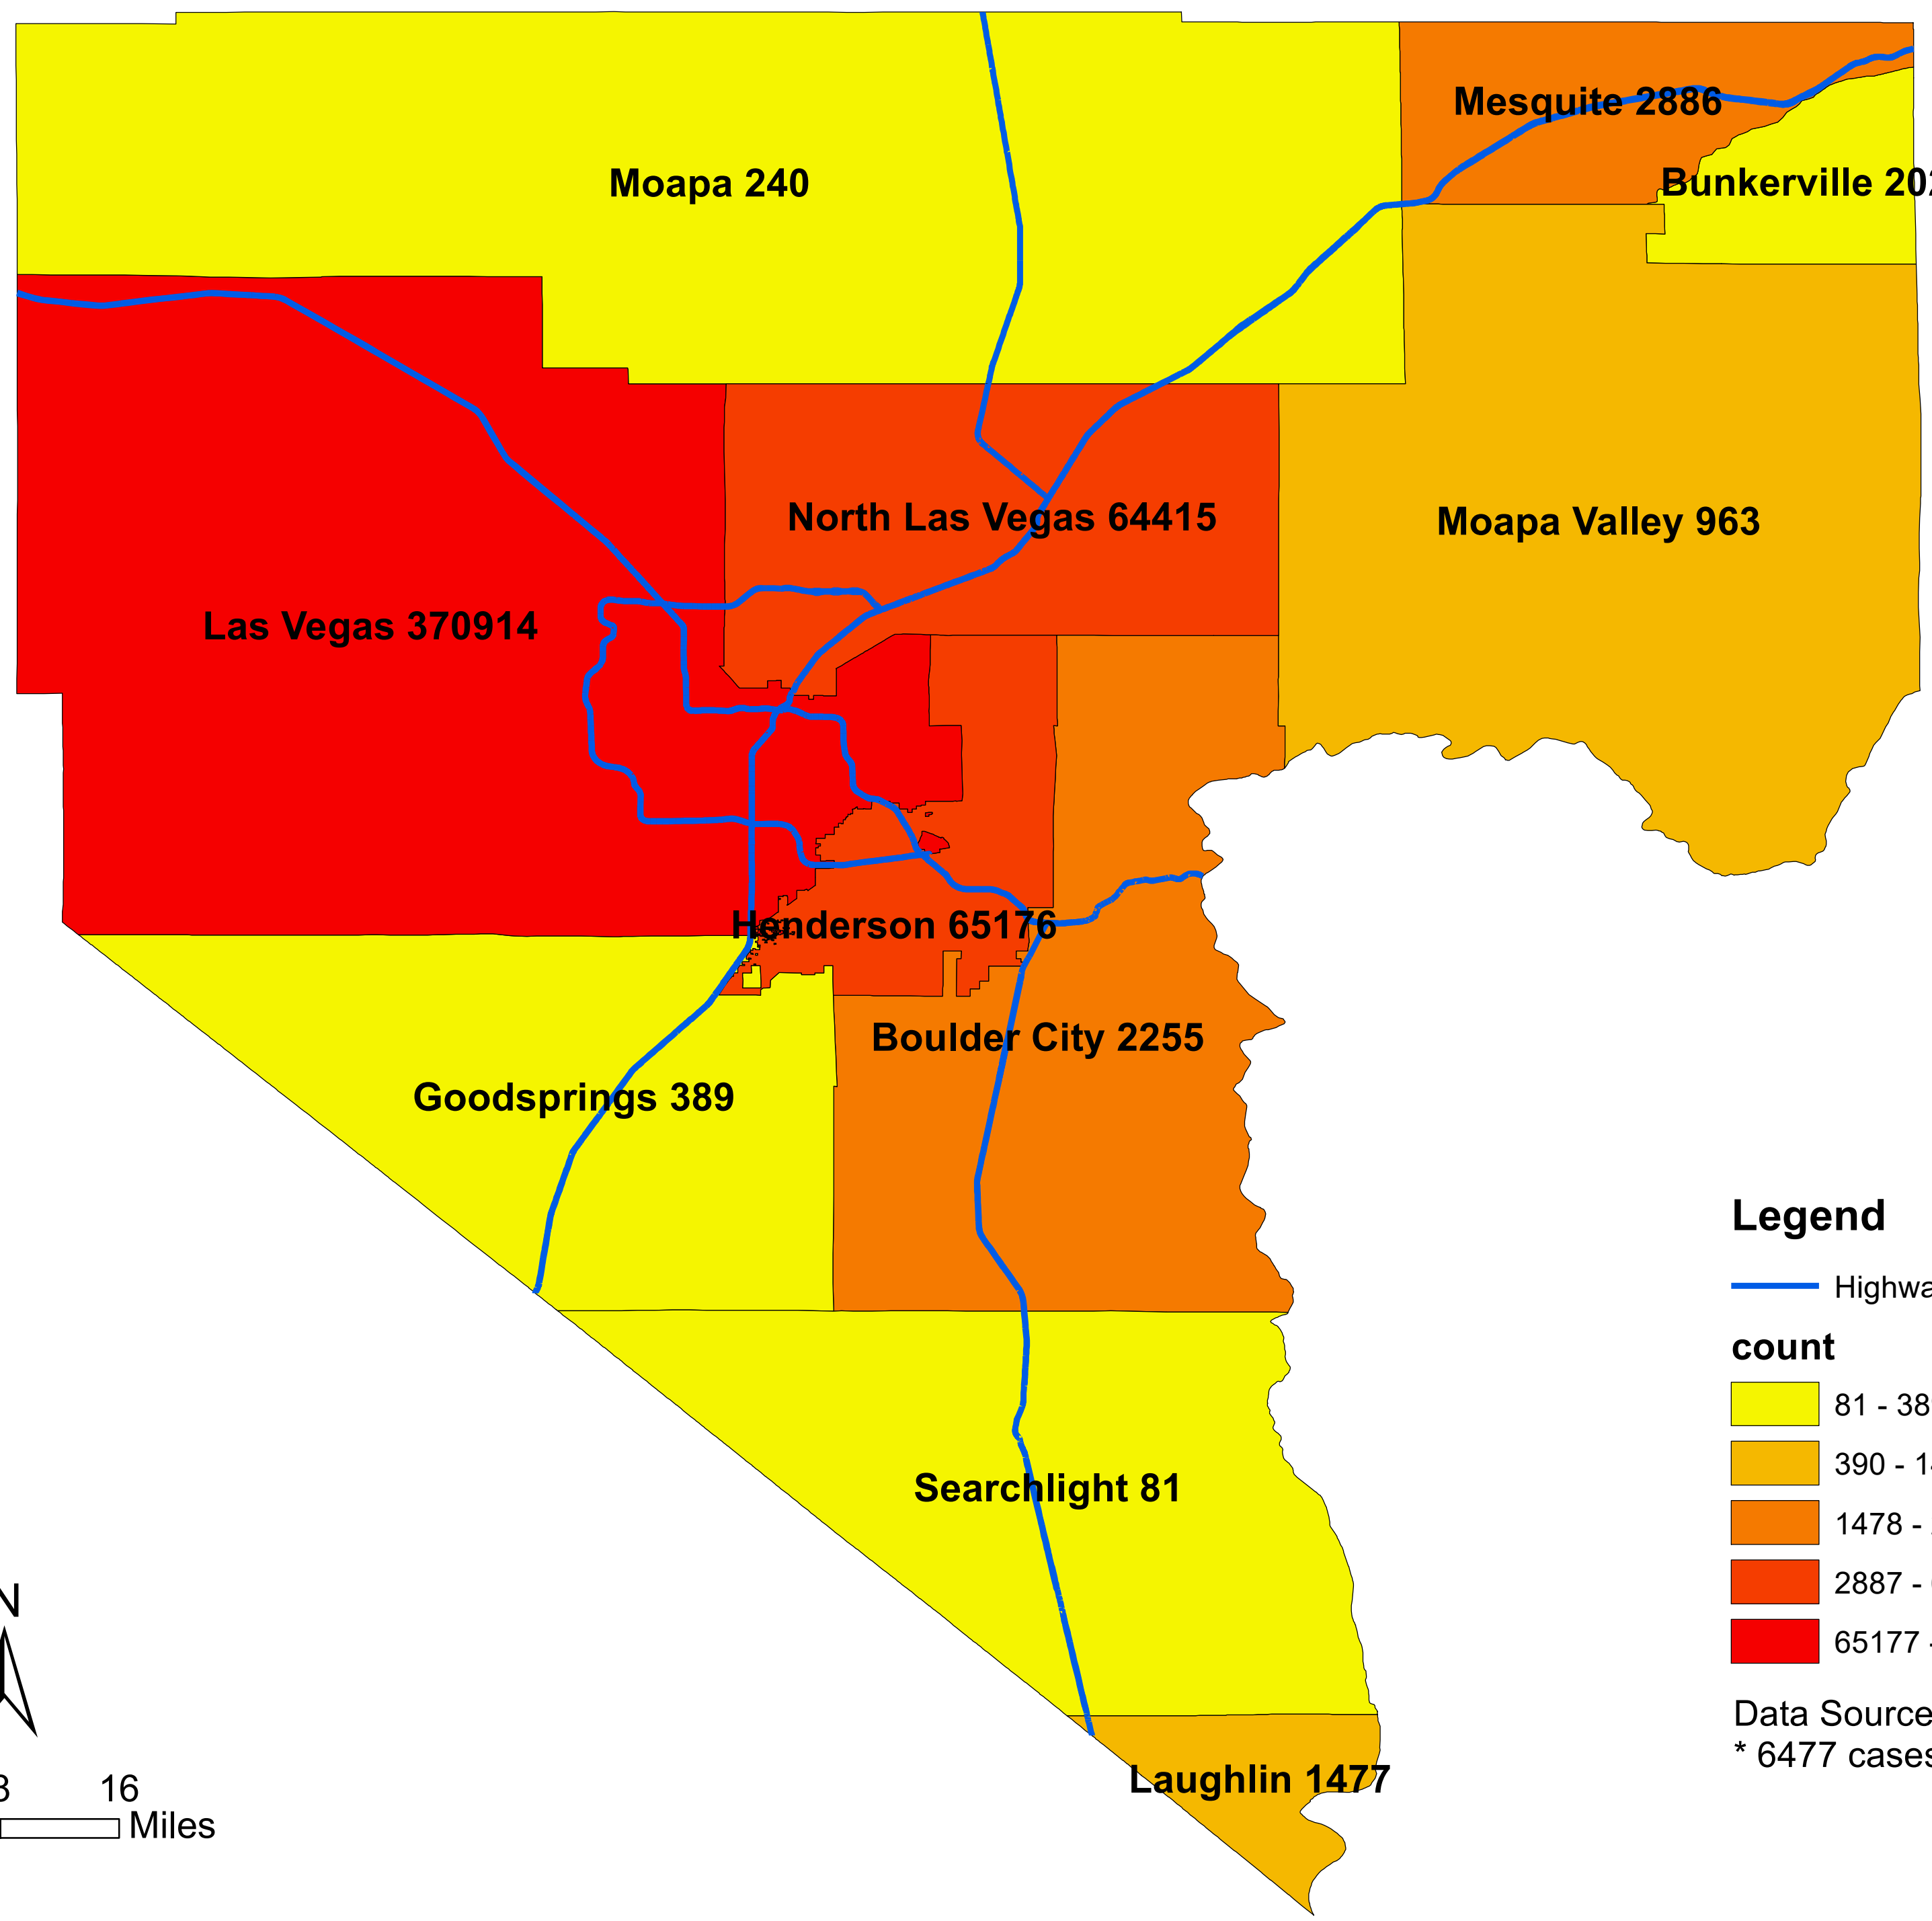 Mesquite 2886
Moapa 240
Bunkerville 202
North Las Vegas 64415
Moapa Valley 963
Las Vegas 370914
Henderson 65176
Boulder City 2255
Goodsprings 389
Searchlight 81
Laughlin 1477
Legend
Highwa
count
81 - 38
390 - 14
1478 -
2887 -
65177 -
Data Source
* 6477 cases
N
16
Miles